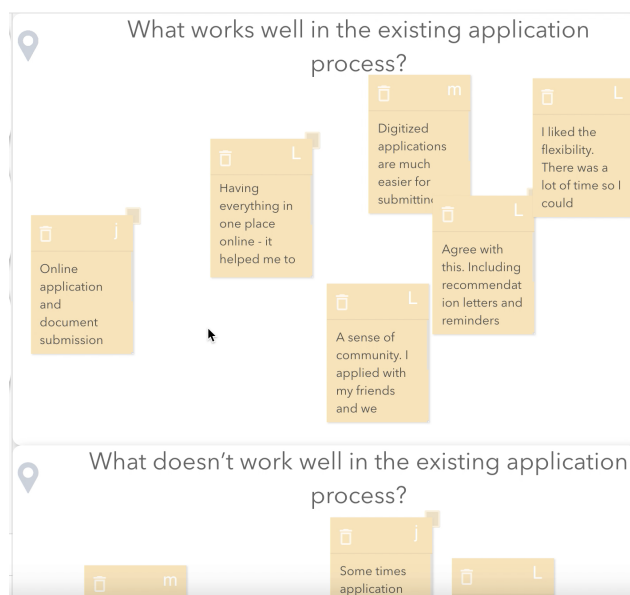 What works well in the existing application
process?
m
Digitized
applications
are much
easier for
submitting
L
I liked the
flexibility.
There was a
lot of time so I
could
L
Having
everything in
one place
online - it
helped me to
L
Agree with
this. Including
recommendat
ion letters and
reminders
j
Online
application
and
document
submission
L
A sense of
community. I
applied with
my friends
and we
What doesn't work well in the existing application
process?
j
Some times
application
m
L